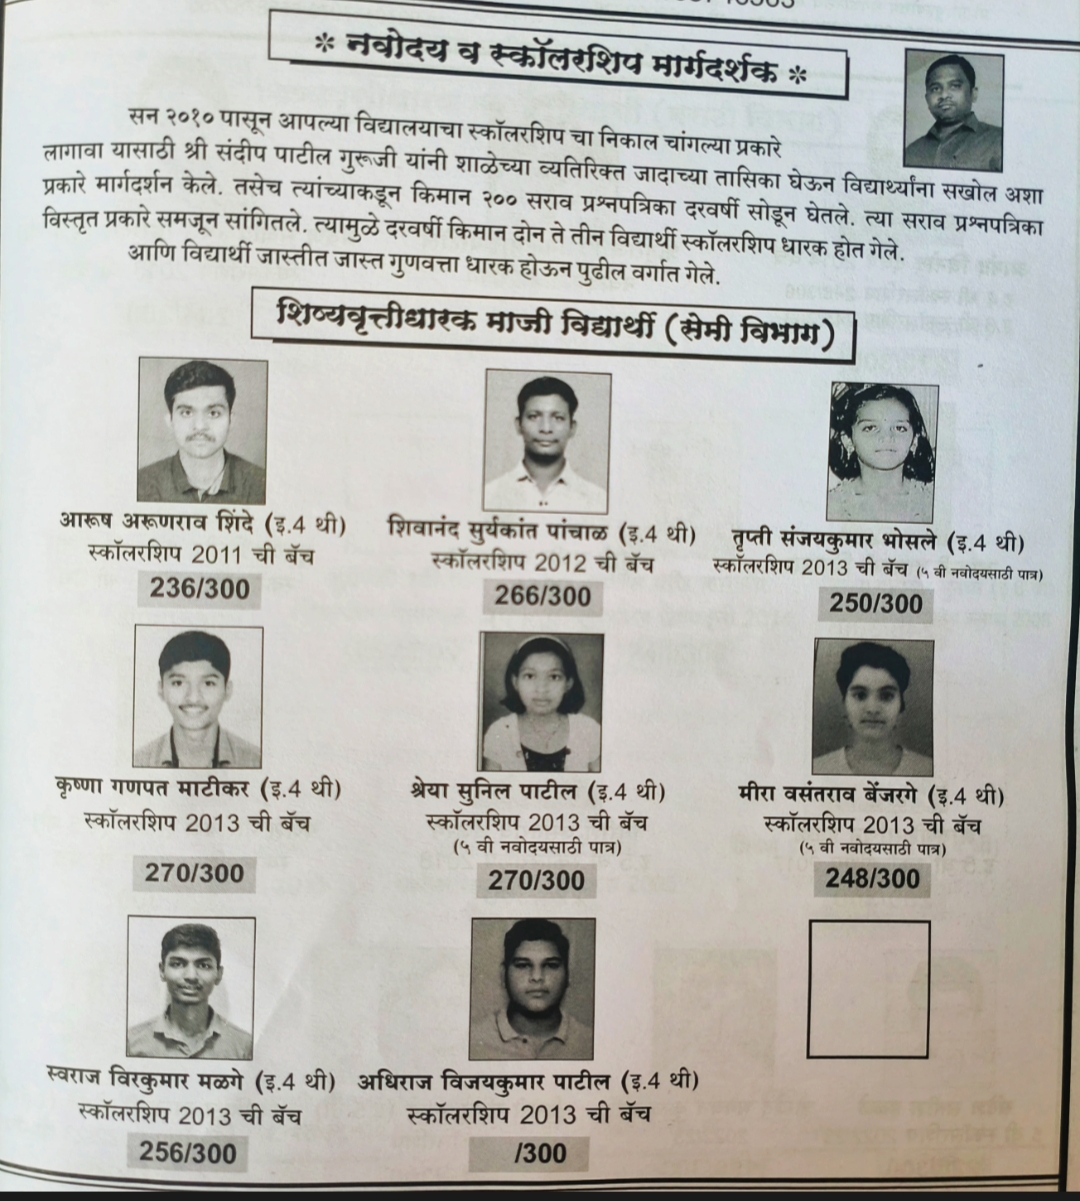 * नवोदय व स्कॉलरशिप मार्गदर्शक *
सन २०१० पासून आपल्या विद्यालयाचा स्कॉलरशिप चा निकाल चांगल्या प्रकारे
लागावा यासाठी श्री संदीप पाटील गुरूजी यांनी शाळेच्या व्यतिरिक्त जादाच्या तासिका घेऊन विद्यार्थ्यांना सखोल अशा
प्रकारे मार्गदर्शन केले. तसेच त्यांच्याकडून किमान २०० सराव प्रश्नपत्रिका दरवर्षी सोडून घेतले. त्या सराव प्रश्नपत्रिका
विस्तृत प्रकारे समजून सांगितले. त्यामुळे दरवर्षी किमान दोन ते तीन विद्यार्थी स्कॉलरशिप धारक होत गेले.
आणि विद्यार्थी जास्तीत जास्त गुणवत्ता धारक होऊन पुढील वर्गात गेले.
शिष्यवृत्तीधारक माजी विद्यार्थी (सेमी विभाग)
आरूष अरूणराव शिंदे (इ.4 थी)
स्कॉलरशिप 2011 ची बॅच
236/300
शिवानंद सुर्यकांत पांचाळ (इ.4 थी)
स्कॉलरशिप 2012 ची बॅच
266/300
तृप्ती संजयकुमार भोसले (इ.4 थी)
स्कॉलरशिप 2013 ची बॅच (५ वी नवोदयसाठी पात्र)
250/300
कृष्णा गणपत माटीकर (इ.4 थी)
स्कॉलरशिप 2013 ची बॅच
270/300
श्रेया सुनिल पाटील (इ.4 थी)
स्कॉलरशिप 2013 ची बॅच
(५ वी नवोदयसाठी पात्र)
270/300
मीरा वसंतराव बेंजरगे (इ.4 थी)
स्कॉलरशिप 2013 ची बॅच
(५ वी नवोदयसाठी पात्र)
248/300
स्वराज विरकुमार मळगे (इ.4 थी)
स्कॉलरशिप 2013 ची बॅच
256/300
अधिराज विजयकुमार पाटील (इ.4 थी)
स्कॉलरशिप 2013 ची बॅच
/300